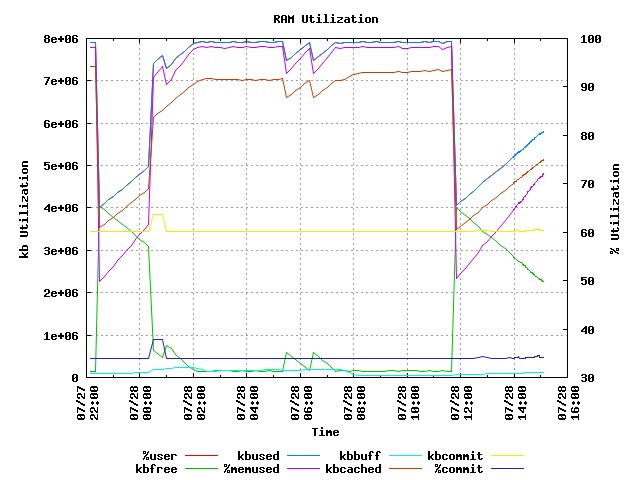 RAM Utilization
8e+06
7e+06
6e+06
5e+06
4e+06
3e+06
2e+06
1e+06
0
kb Utilization
100
90
80
70
60
50
40
30
% Utilization
07/27 22:00
07/28 00:00
07/28 02:00
07/28 04:00
07/28 06:00
07/28 08:00
07/28 10:00
07/28 12:00
07/28 14:00
07/28 16:00
Time
%user kbused kbbuff kbcommit
kbfree %memused kbcached %commit